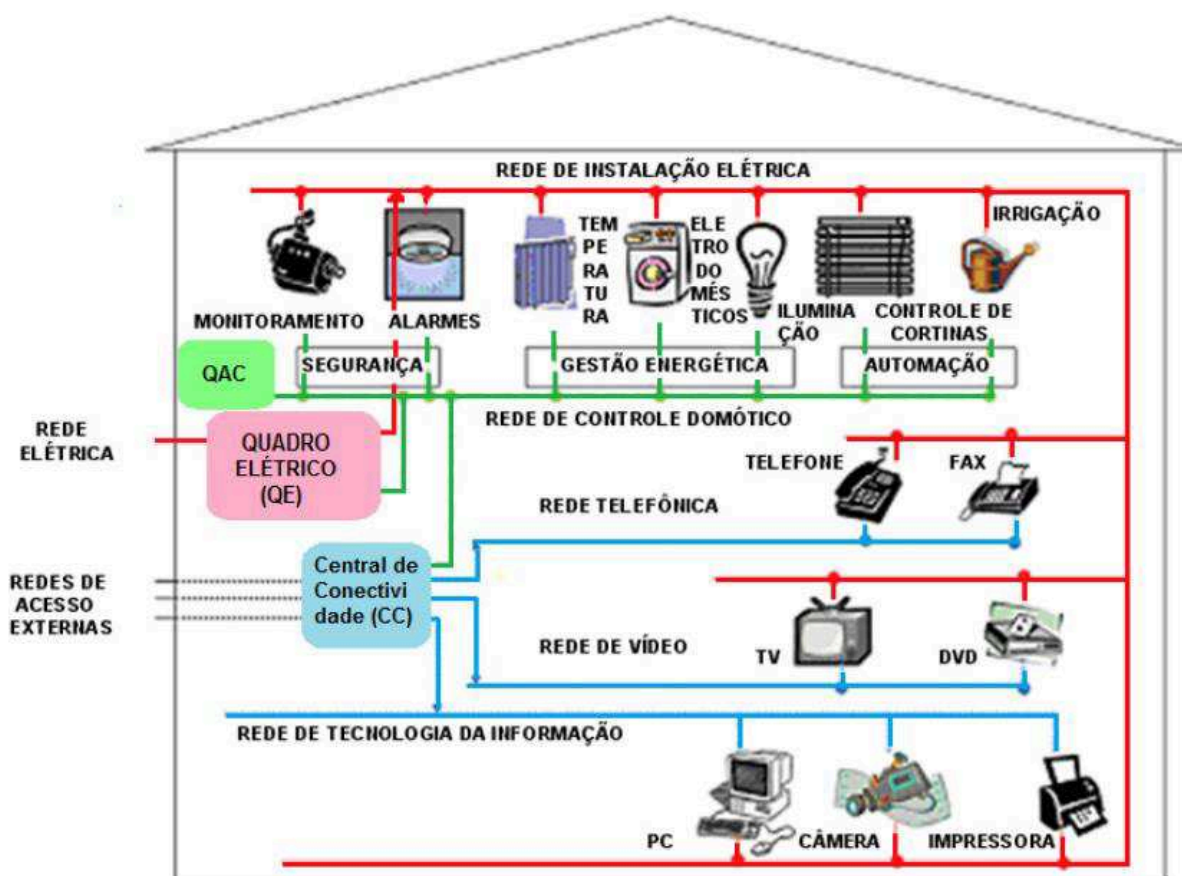 REDE DE INSTALAÇÃO ELÉTRICA
IRRIGAÇÃO
TEM
PE
RA
TU
RA
ELE
TRO
DO
MÉS
TICOS
MONITORAMENTO
ALARMES
ILUMINA
ÇÃO
CONTROLE DE
CORTINAS
QAC
SEGURANÇA
GESTÃO ENERGÉTICA
AUTOMAÇÃO
REDE DE CONTROLE DOMÓTICO
REDE
ELÉTRICA
QUADRO
ELÉTRICO
(QE)
TELEFONE
FAX
REDE TELEFÔNICA
REDES DE
ACESSO
EXTERNAS
Central de
Conectivi
dade (CC)
REDE DE VÍDEO
TV
DVD
REDE DE TECNOLOGIA DA INFORMAÇÃO
PC
CÂMERA
IMPRESSORA